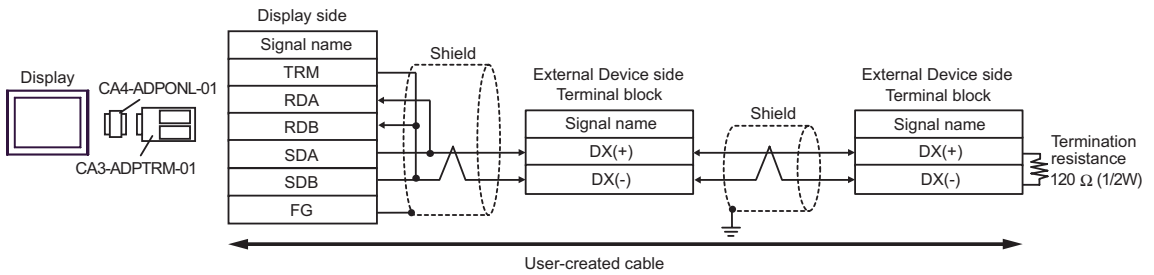 Display
CA4-ADPONL-01
CA3-ADPTRM-01
Display side
Signal name
TRM
RDA
RDB
SDA
SDB
FG
Shield
External Device side
Terminal block
Signal name
DX(+)
DX(-)
Shield
External Device side
Terminal block
Signal name
DX(+)
DX(-)
Termination
resistance
120 Ω (1/2W)
User-created cable